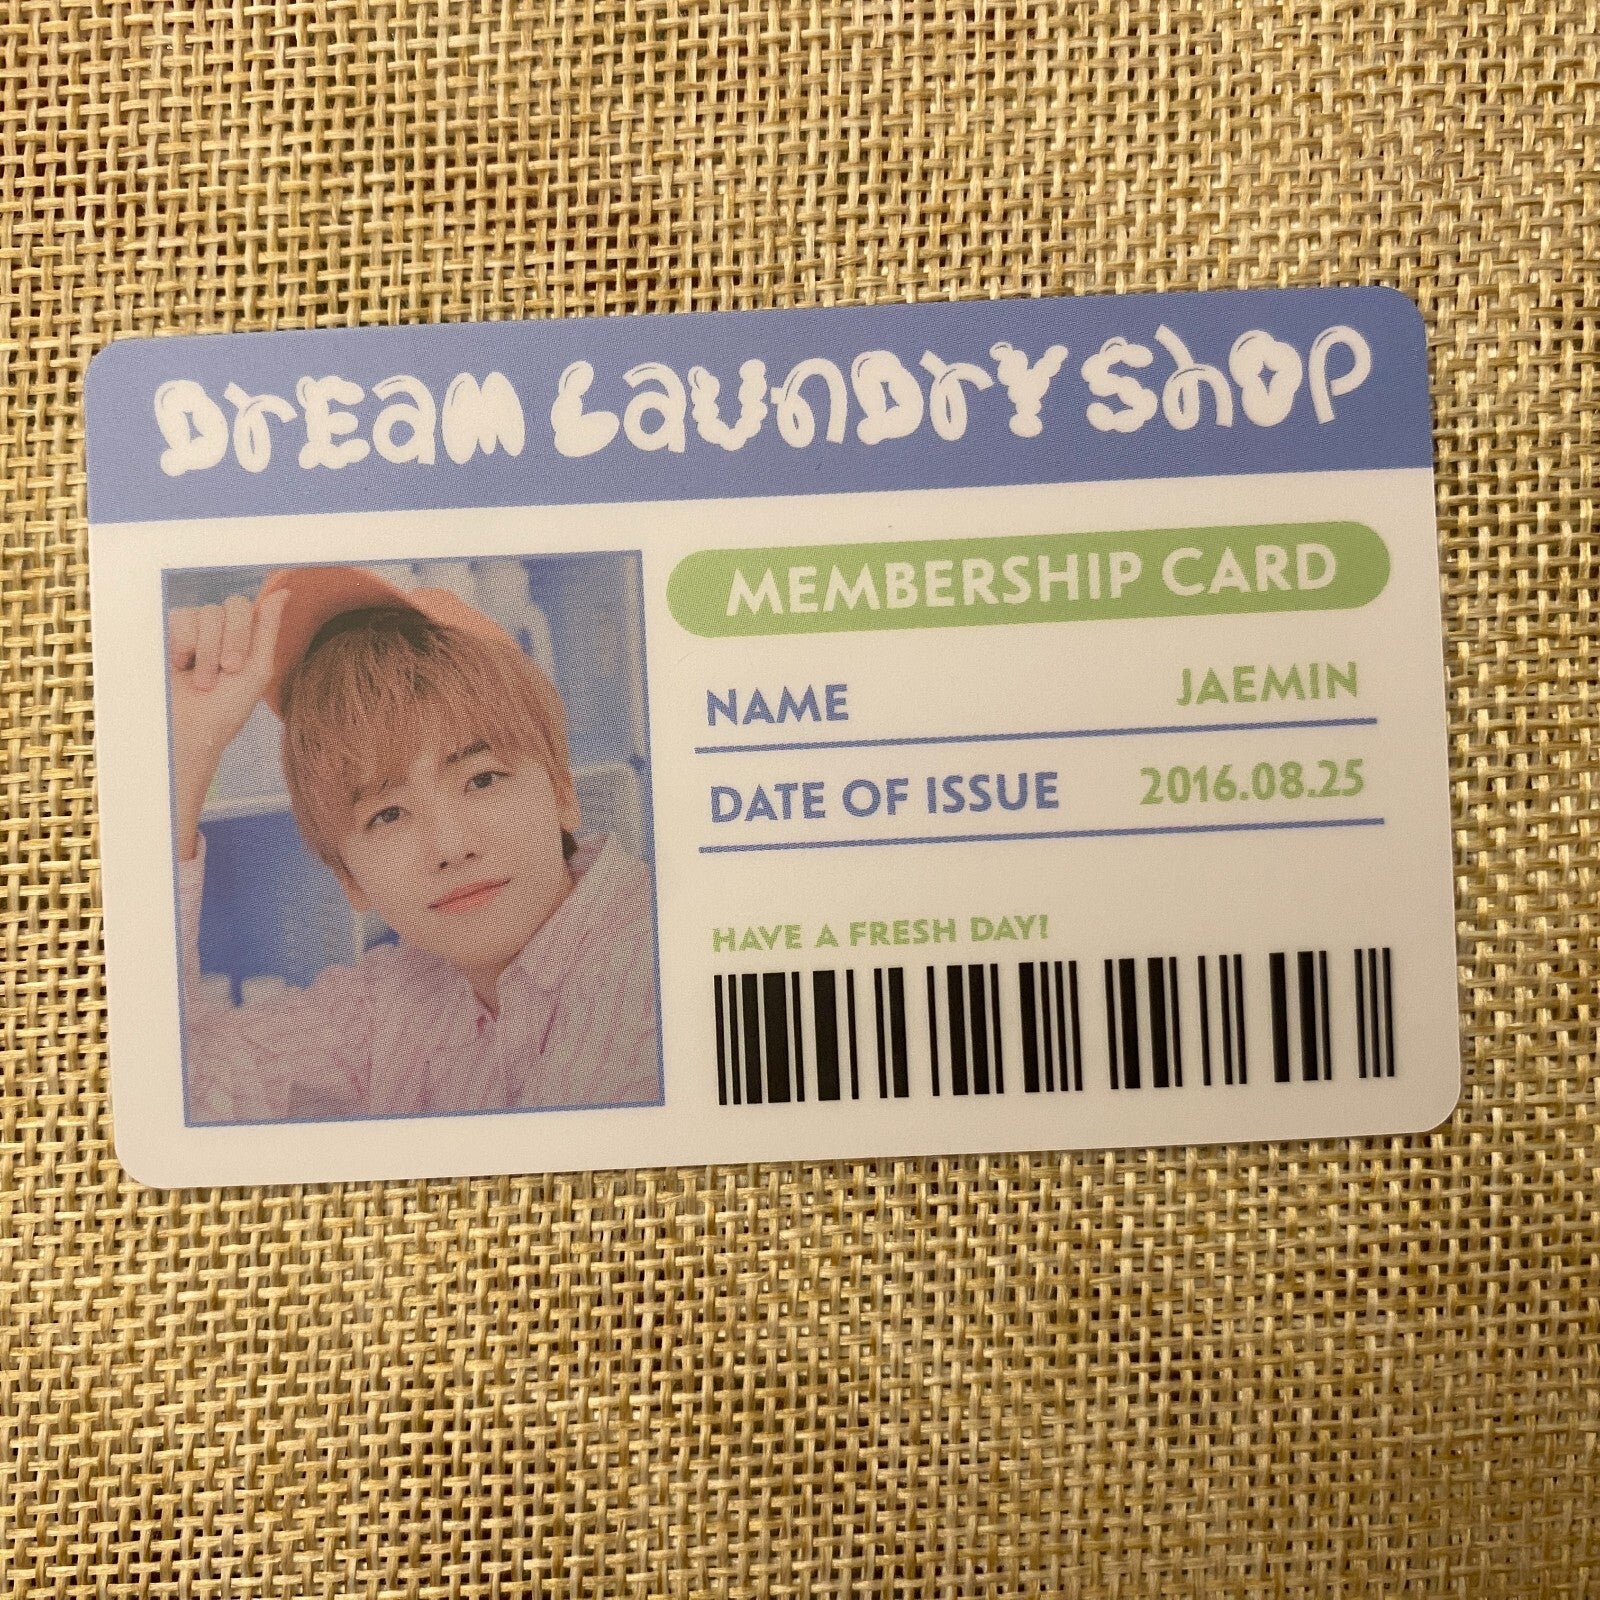 DREAM LAUNDRY SHOP
MEMBERSHIP CARD
NAME JAEMIN
DATE OF ISSUE 2016.08.25
HAVE A FRESH DAY!